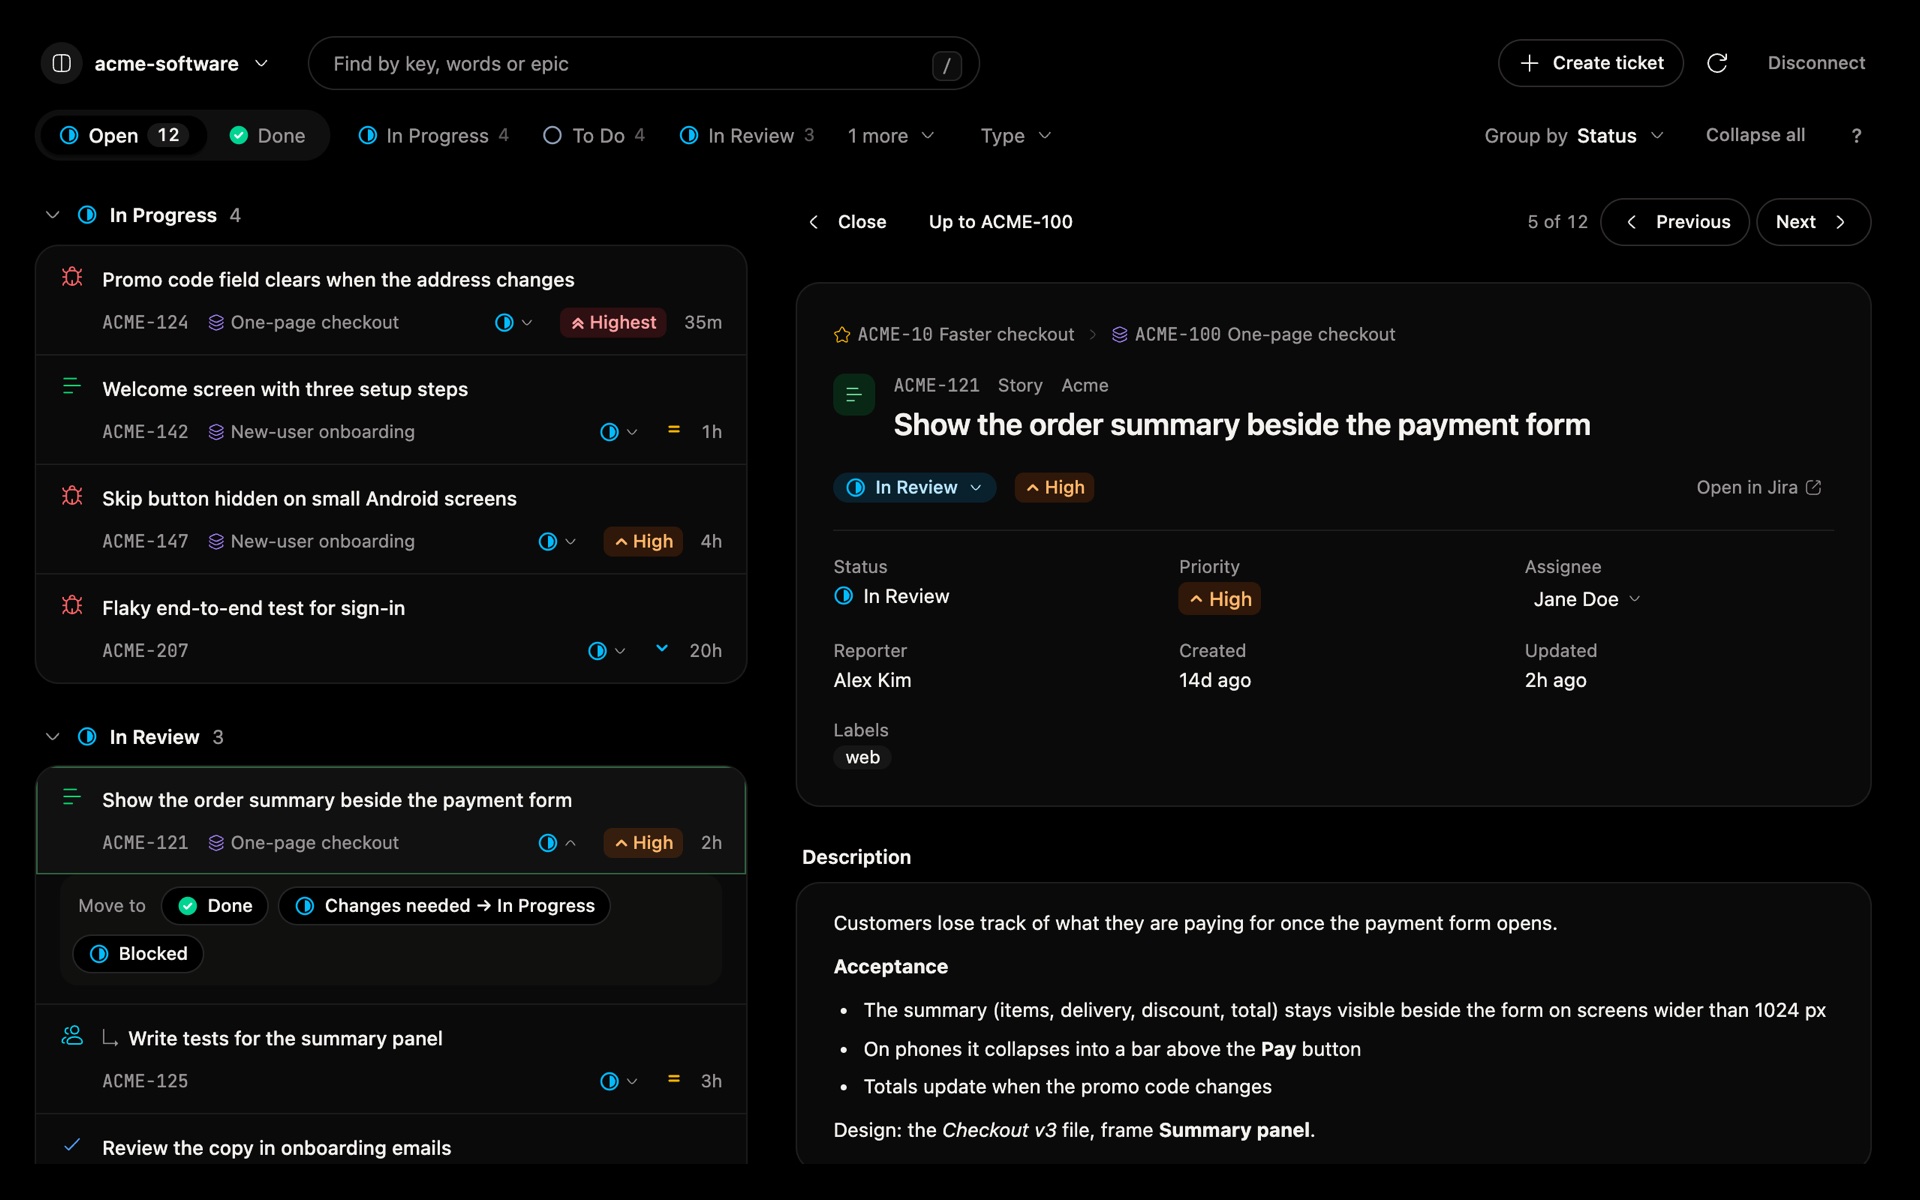 acme-software
Find by key, words or epic /
Create ticket
Disconnect
Open 12
Done
In Progress 4
To Do 4
In Review 3
1 more
Type
Group by Status
Collapse all
?
In Progress 4
Promo code field clears when the address changes
ACME-124 One-page checkout Highest 35m
Welcome screen with three setup steps
ACME-142 New-user onboarding 1h
Skip button hidden on small Android screens
ACME-147 New-user onboarding High 4h
Flaky end-to-end test for sign-in
ACME-207 20h
In Review 3
Show the order summary beside the payment form
ACME-121 One-page checkout High 2h
Move to Done Changes needed → In Progress
Blocked
Write tests for the summary panel
ACME-125 3h
Review the copy in onboarding emails
Close Up to ACME-100 5 of 12 Previous Next
ACME-10 Faster checkout ACME-100 One-page checkout
ACME-121 Story Acme
Show the order summary beside the payment form
In Review High Open in Jira
Status Priority Assignee
In Review High Jane Doe
Reporter Created Updated
Alex Kim 14d ago 2h ago
Labels
web
Description
Customers lose track of what they are paying for once the payment form opens.
Acceptance
• The summary (items, delivery, discount, total) stays visible beside the form on screens wider than 1024 px
• On phones it collapses into a bar above the Pay button
• Totals update when the promo code changes
Design: the Checkout v3 file, frame Summary panel.